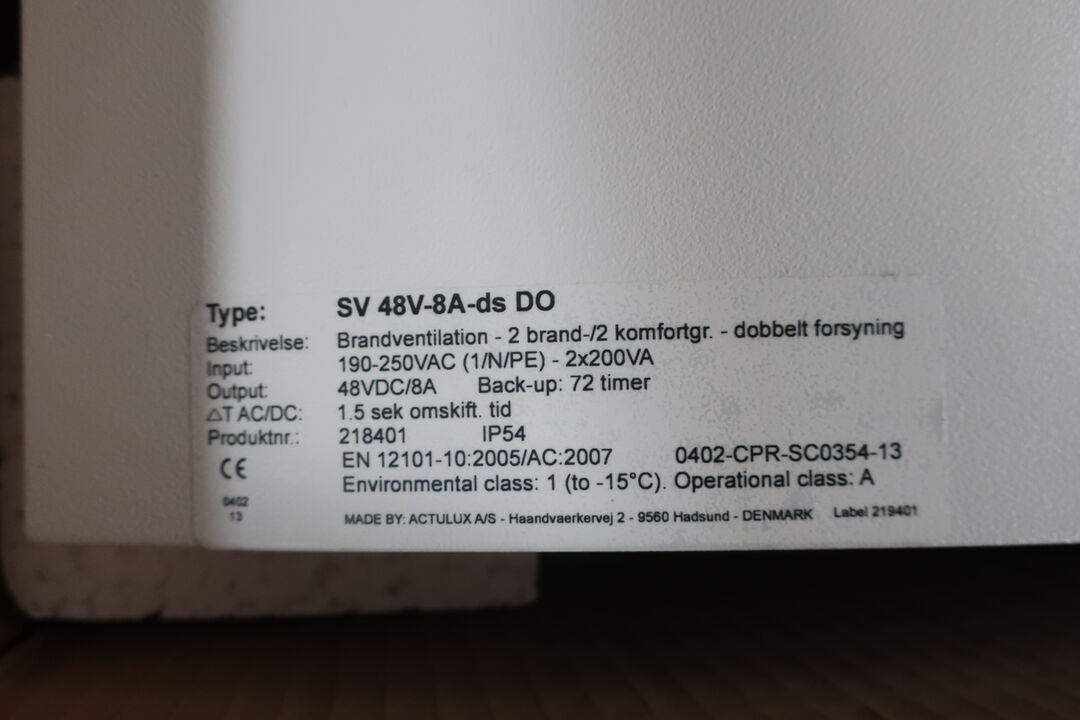 Type: SV 48V-8A-ds DO
Beskrivelse: Brandventilation - 2 brand-/2 komfortgr. - dobbelt forsyning
Input: 190-250VAC (1/N/PE) - 2x200VA
Output: 48VDC/8A Back-up: 72 timer
△T AC/DC: 1.5 sek omskift. tid
Produktnr.: 218401 IP54
CE EN 12101-10:2005/AC:2007 0402-CPR-SC0354-13
Environmental class: 1 (to -15°C). Operational class: A
0402
13
MADE BY: ACTULUX A/S - Haandvaerkervej 2 - 9560 Hadsund - DENMARK Label 219401